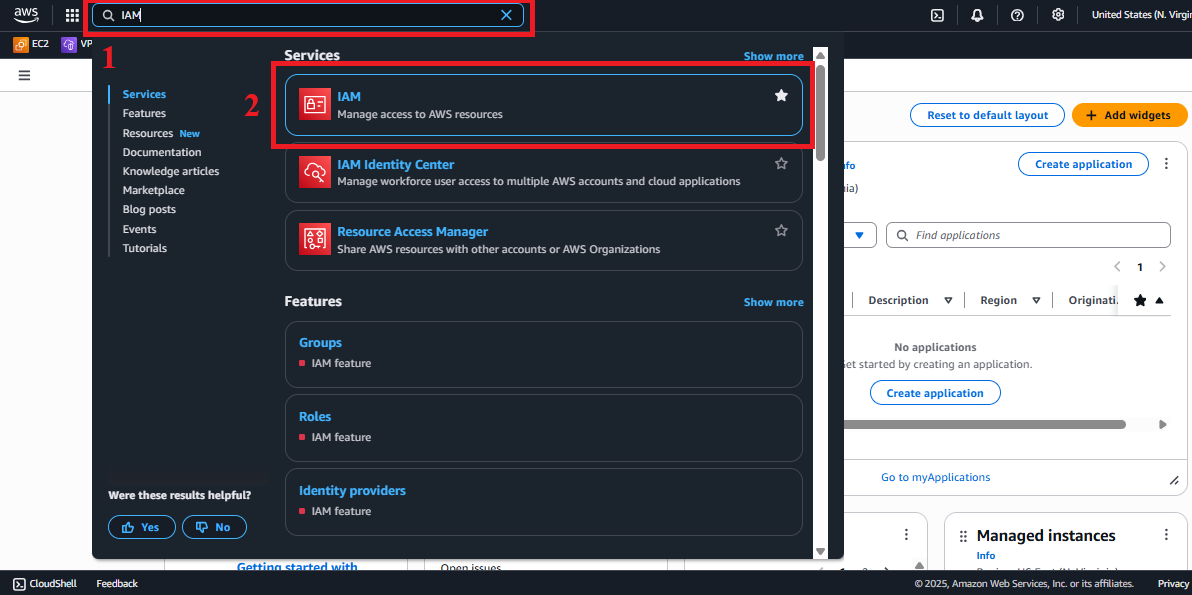 aws
IAM
United States (N. Virgin
EC2
VP
1
Services
Show more
2
IAM
Manage access to AWS resources
Services
Features
Resources New
Documentation
Knowledge articles
Marketplace
Blog posts
Events
Tutorials
IAM Identity Center
Manage workforce user access to multiple AWS accounts and cloud applications
Resource Access Manager
Share AWS resources with other accounts or AWS Organizations
Features
Show more
Groups
IAM feature
Roles
IAM feature
Identity providers
IAM feature
Were these results helpful?
Yes
No
Reset to default layout
+ Add widgets
nfo
Create application
ia)
Find applications
1
Description
Region
Originati.
No applications
Get started by creating an application.
Create application
Go to myApplications
Managed instances
Info
Getting started with
Open issues
CloudShell
Feedback
© 2025, Amazon Web Services, Inc. or its affiliates.
Privacy